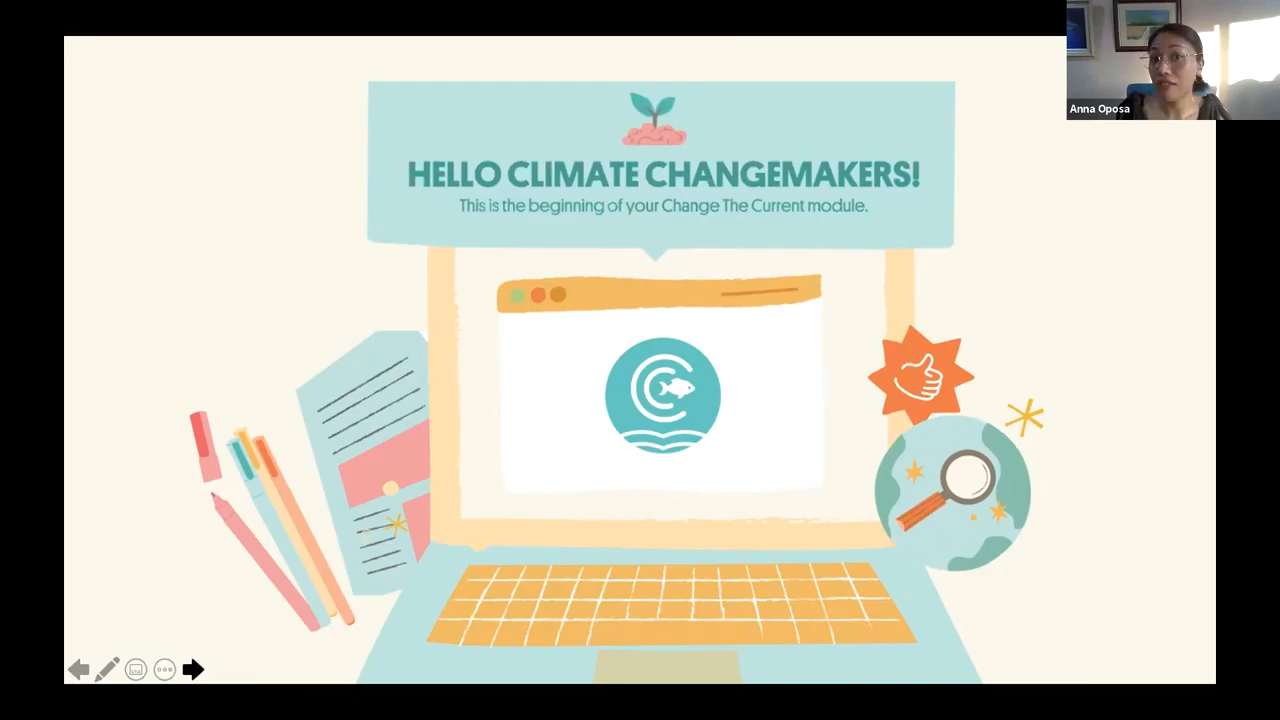 HELLO CLIMATE CHANGEMAKERS!
This is the beginning of your Change The Current module.
Anna Oposa